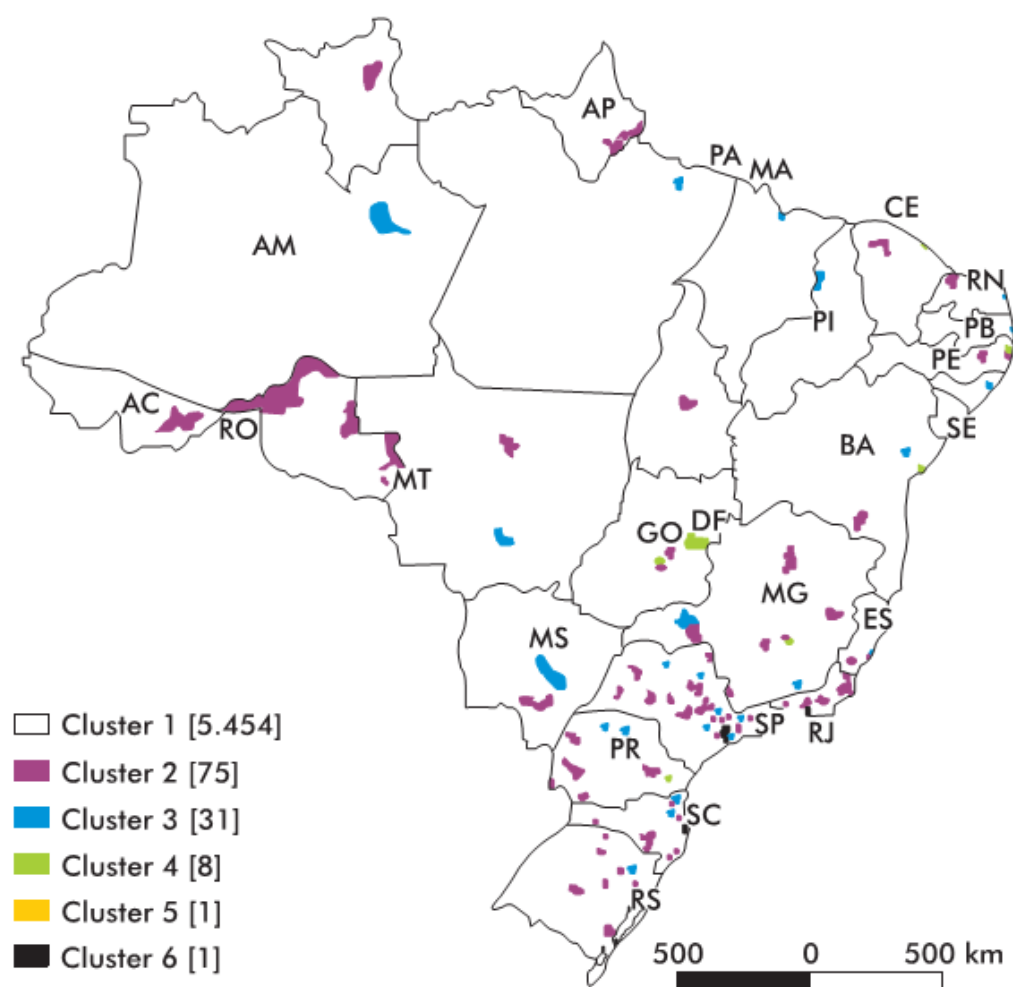 AP
PA
MA
CE
AM
RN
PI
PB
PE
AC
RO
SE
BA
MT
GO
DF
MG
ES
MS
SP
RJ
PR
SC
RS
Cluster 1 [5.454]
Cluster 2 [75]
Cluster 3 [31]
Cluster 4 [8]
Cluster 5 [1]
Cluster 6 [1]
500 0 500 km